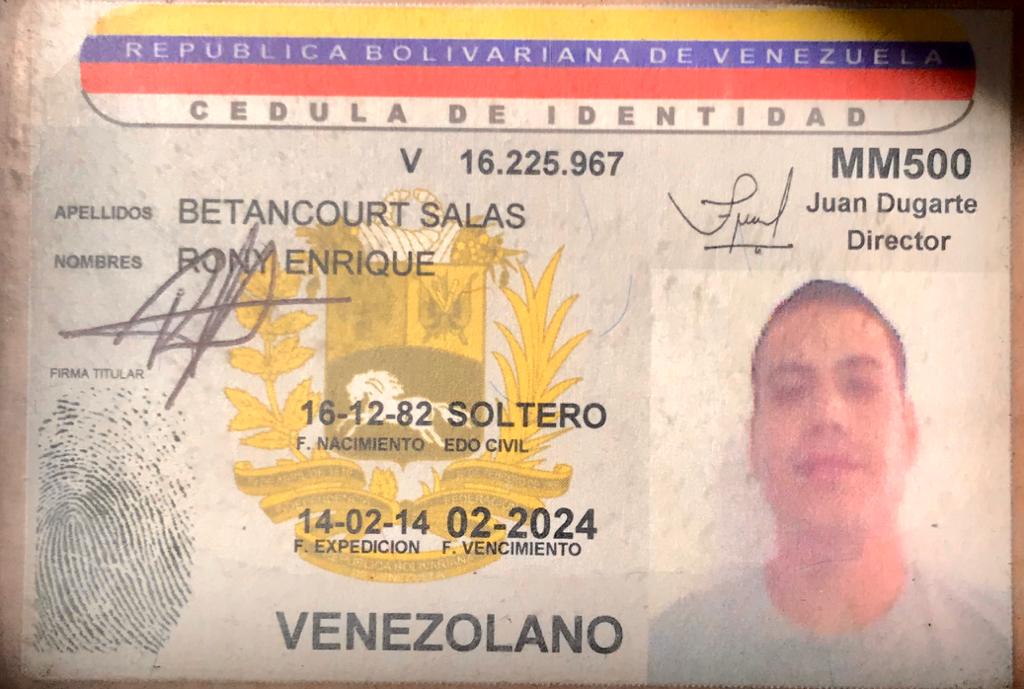 REPUBLICA BOLIVARIANA DE VENEZUELA
CEDULA DE IDENTIDAD
V 16.225.967
MM500
Juan Dugarte
Director
APELLIDOS BETANCOURT SALAS
NOMBRES RONY ENRIQUE
FIRMA TITULAR
16-12-82 SOLTERO
F. NACIMIENTO EDO CIVIL
14-02-14 02-2024
F. EXPEDICION F. VENCIMIENTO
VENEZOLANO